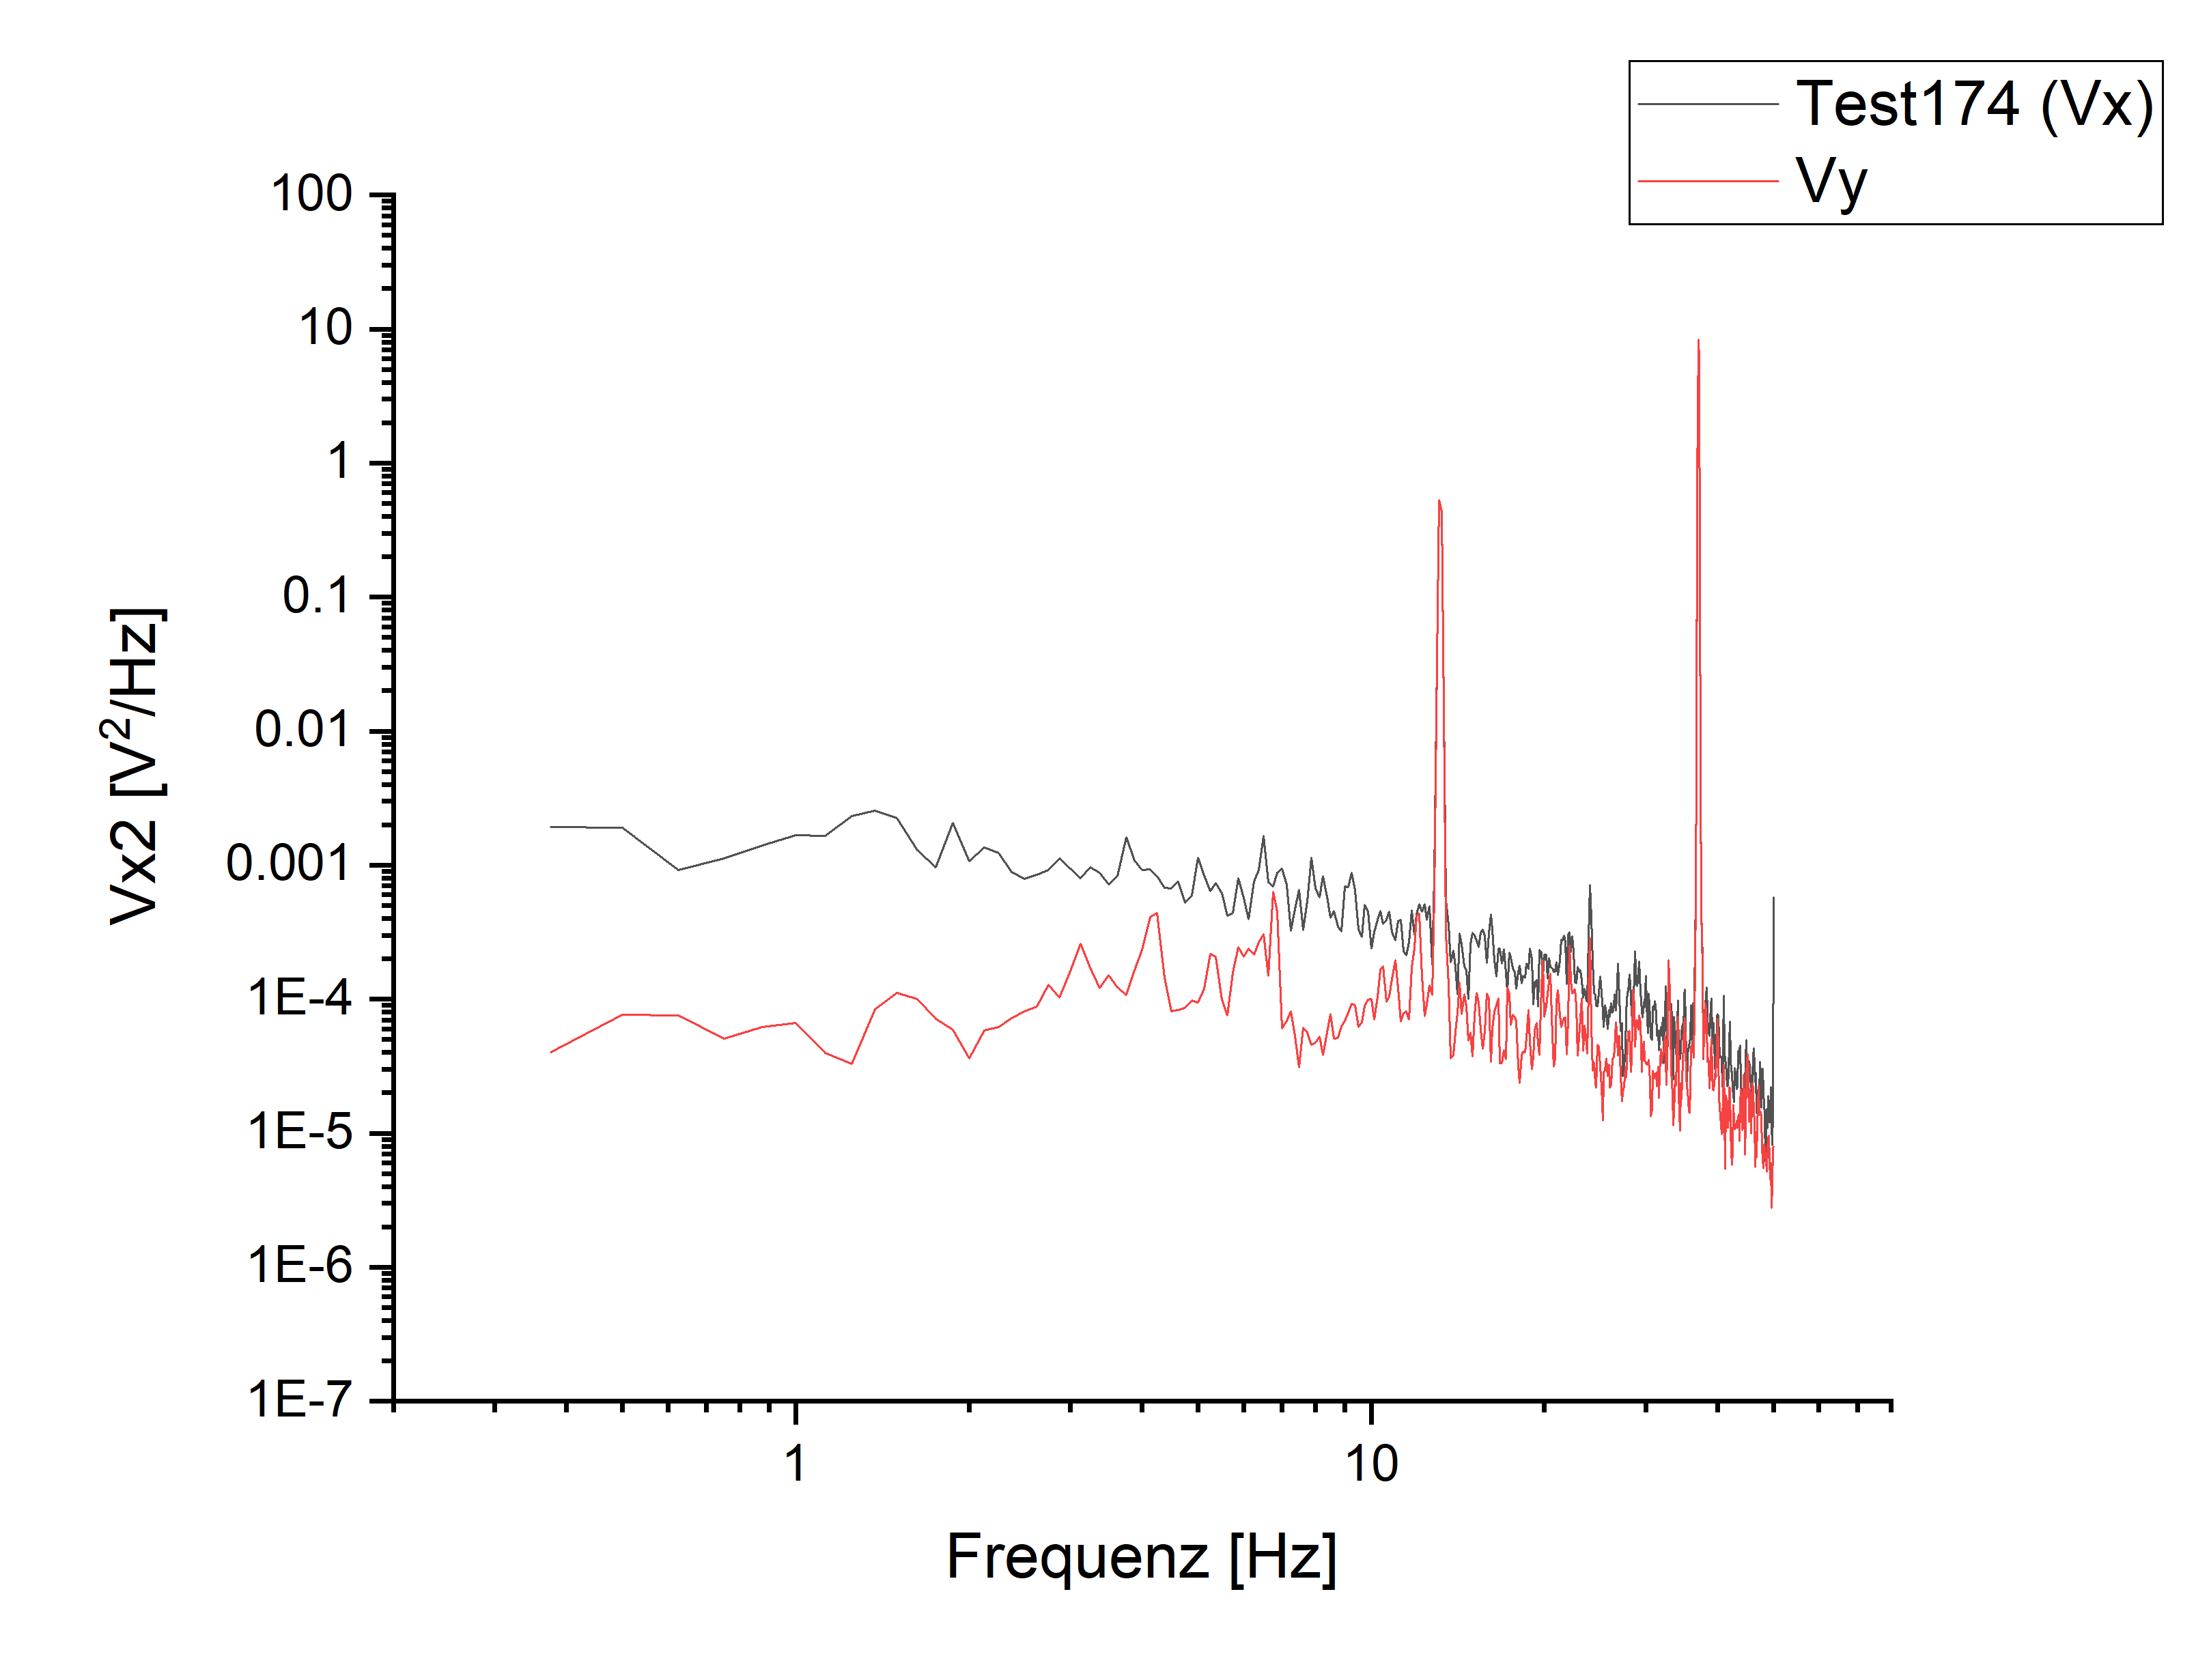 Test174 (Vx)
Vy
100
10
1
0.1
0.01
0.001
1E-4
1E-5
1E-6
1E-7
Vx2 [V²/Hz]
1
10
Frequenz [Hz]